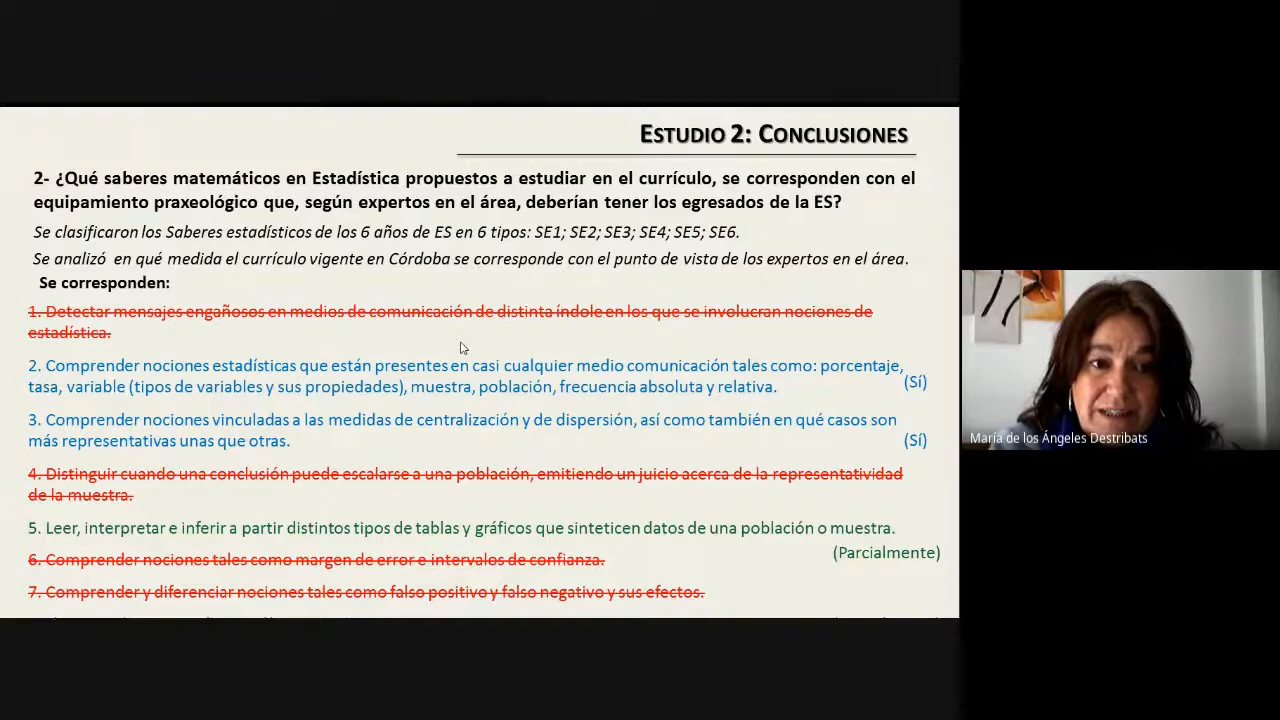 ESTUDIO 2: CONCLUSIONES
2- ¿Qué saberes matemáticos en Estadística propuestos a estudiar en el currículo, se corresponden con el
equipamiento praxeológico que, según expertos en el área, deberían tener los egresados de la ES?
Se clasificaron los Saberes estadísticos de los 6 años de ES en 6 tipos: SE1; SE2; SE3; SE4; SE5; SE6.
Se analizó en qué medida el currículo vigente en Córdoba se corresponde con el punto de vista de los expertos en el área.
Se corresponden:
1. Detectar mensajes engañosos en medios de comunicación de distinta índole en los que se involucran nociones de
estadística.
2. Comprender nociones estadísticas que están presentes en casi cualquier medio comunicación tales como: porcentaje,
tasa, variable (tipos de variables y sus propiedades), muestra, población, frecuencia absoluta y relativa.
(Sí)
3. Comprender nociones vinculadas a las medidas de centralización y de dispersión, así como también en qué casos son
más representativas unas que otras.
(Sí)
4. Distinguir cuando una conclusión puede escalarse a una población, emitiendo un juicio acerca de la representatividad
de la muestra.
5. Leer, interpretar e inferir a partir distintos tipos de tablas y gráficos que sinteticen datos de una población o muestra.
(Parcialmente)
6. Comprender nociones tales como margen de error e intervalos de confianza.
7. Comprender y diferenciar nociones tales como falso positivo y falso negativo y sus efectos.
María de los Ángeles Destribats